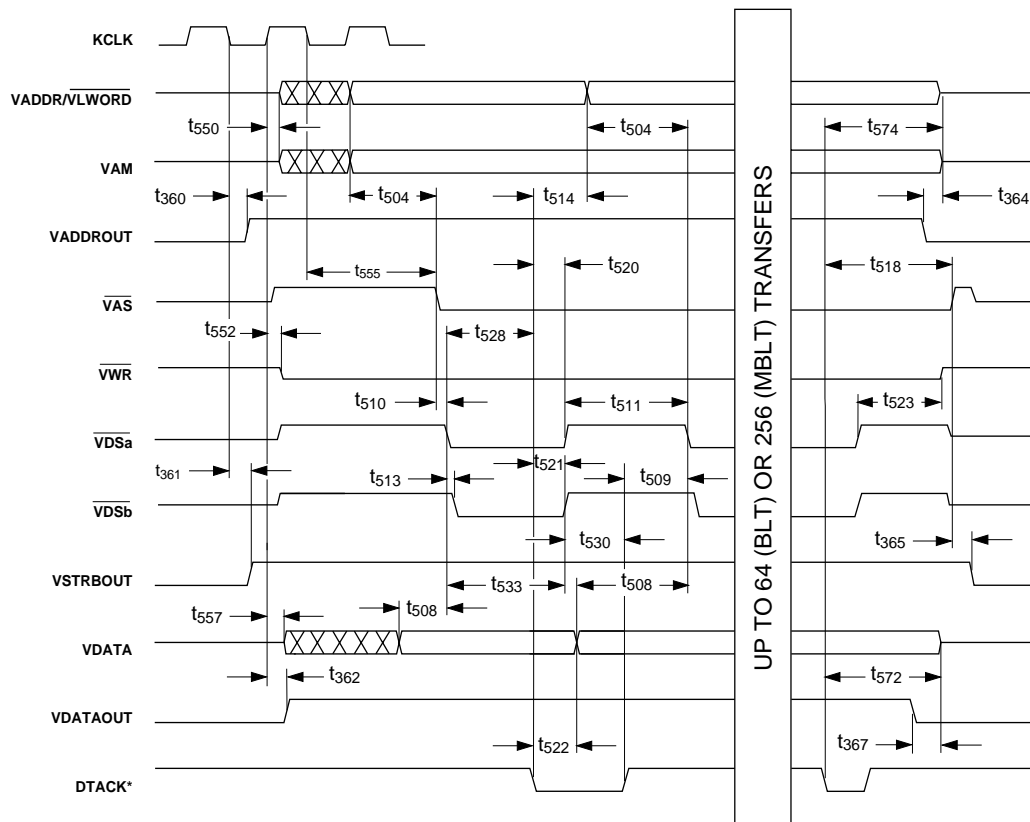 KCLK
VADDR/VLWORD
t550
t504
t574
VAM
t360
t504
t514
t364
VADDROUT
t555
t520
t518
VAS
t552
t528
VWR
t510
t511
t523
VDSa
t361
t513
t521
t509
VDSb
t530
t365
VSTRBOUT
t533
t508
t557
t508
VDATA
t362
t572
VDATAOUT
t522
t367
DTACK*
UP TO 64 (BLT) OR 256 (MBLT) TRANSFERS